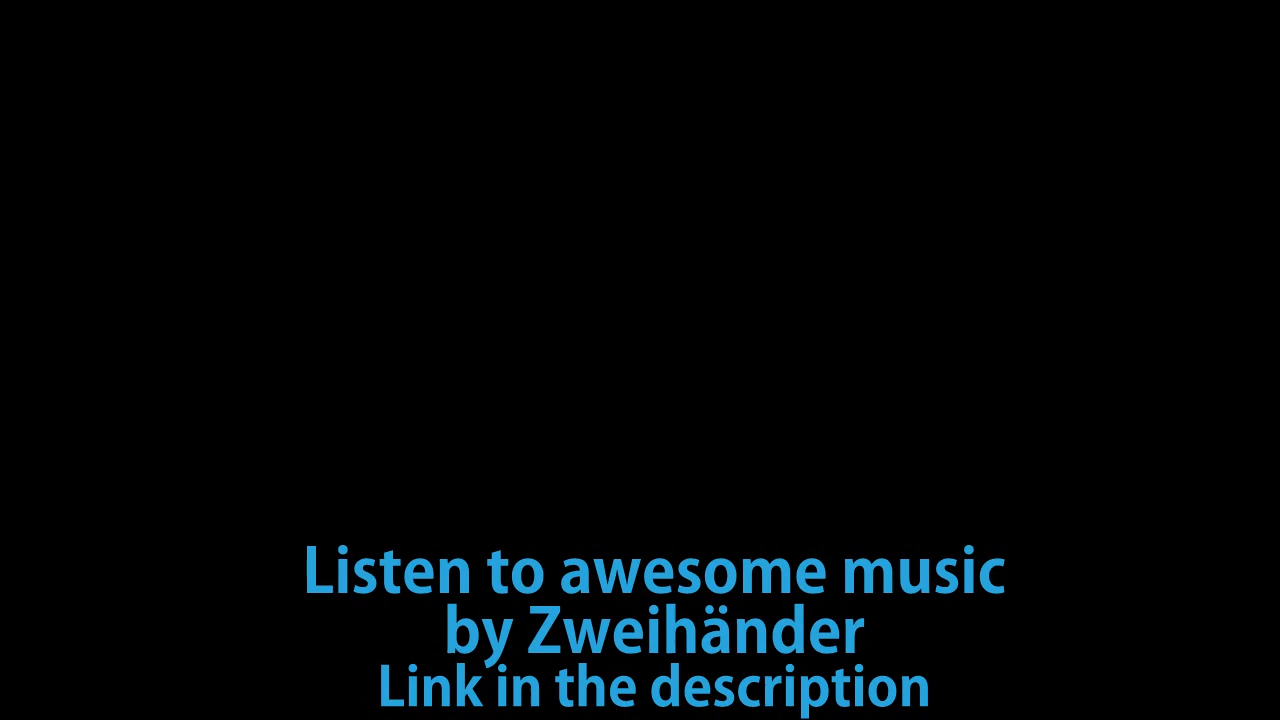 Listen to awesome music
by Zweihänder
Link in the description